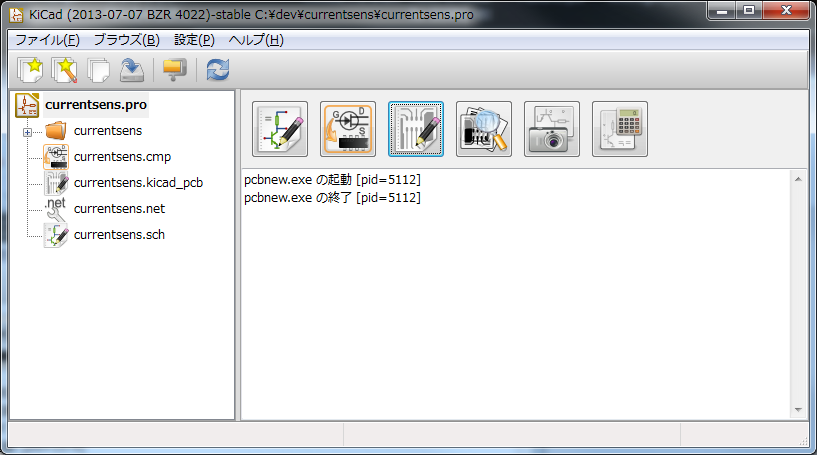 KiCad (2013-07-07 BZR 4022)-stable C:¥dev¥currentsens¥currentsens.pro
ファイル(F) ブラウズ(B) 設定(P) ヘルプ(H)
currentsens.pro
currentsens
currentsens.cmp
currentsens.kicad_pcb
.net currentsens.net
currentsens.sch
G D S
pcbnew.exe の起動 [pid=5112]
pcbnew.exe の終了 [pid=5112]